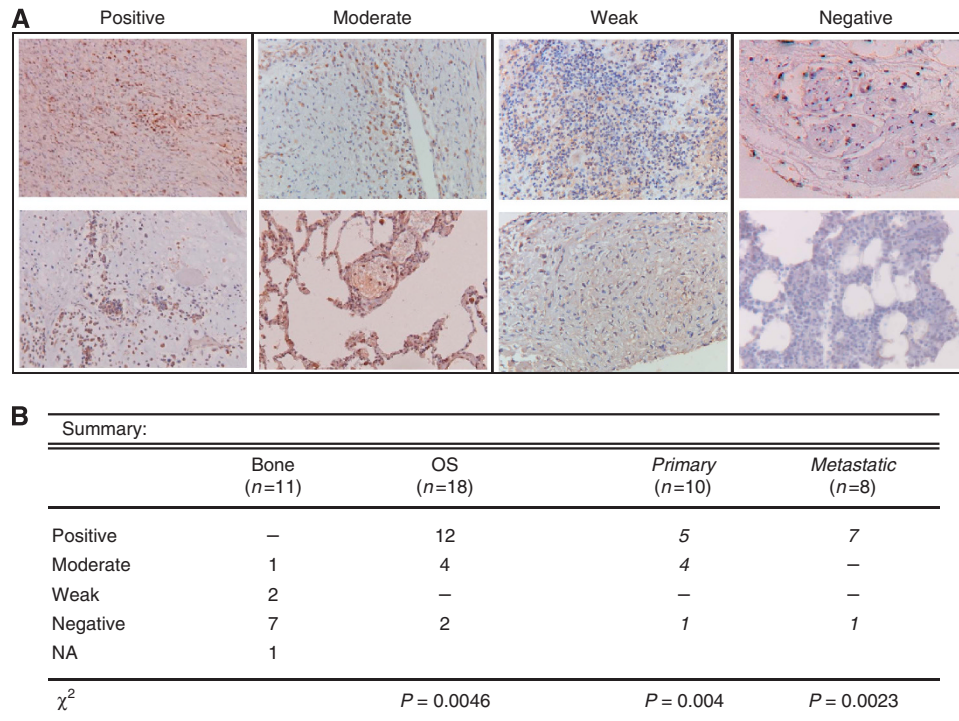 A
Positive Moderate Weak Negative
B
Summary:
Bone OS Primary Metastatic
(n=11) (n=18) (n=10) (n=8)
Positive – 12 5 7
Moderate 1 4 4 –
Weak 2 – – –
Negative 7 2 1 1
NA 1
χ² P = 0.0046 P = 0.004 P = 0.0023